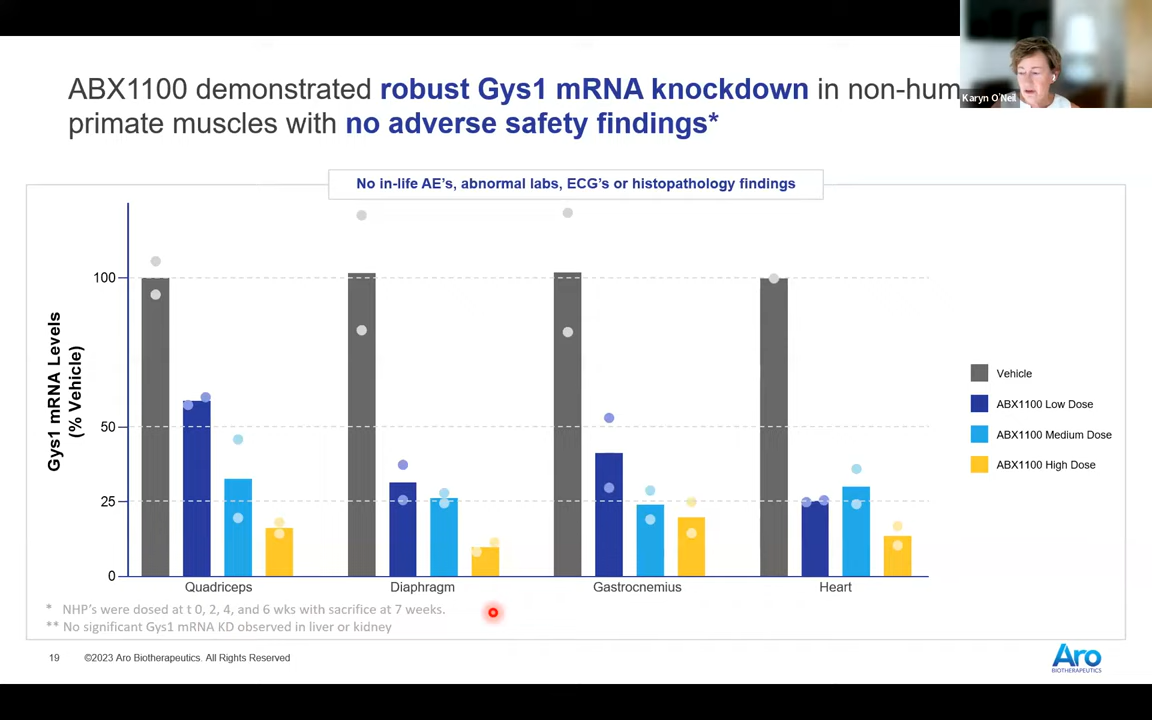 ABX1100 demonstrated robust Gys1 mRNA knockdown in non-hum
primate muscles with no adverse safety findings*
Karyn O'Neil
No in-life AE's, abnormal labs, ECG's or histopathology findings
Gys1 mRNA Levels
(% Vehicle)
100
50
25
0
Quadriceps
Diaphragm
Gastrocnemius
Heart
Vehicle
ABX1100 Low Dose
ABX1100 Medium Dose
ABX1100 High Dose
* NHP's were dosed at t 0, 2, 4, and 6 wks with sacrifice at 7 weeks.
** No significant Gys1 mRNA KD observed in liver or kidney
19 ©2023 Aro Biotherapeutics. All Rights Reserved
Aro
BIOTHERAPEUTICS